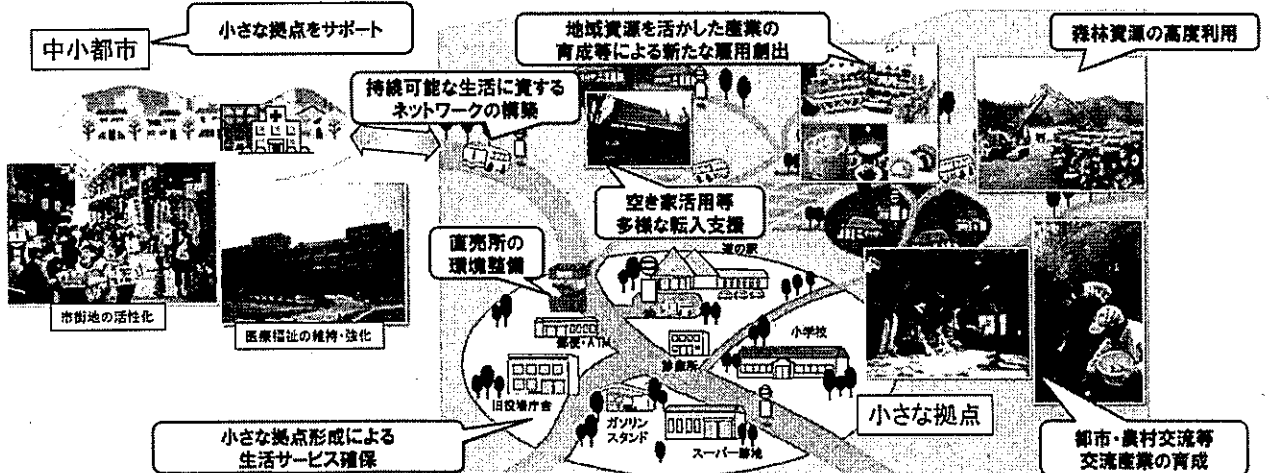 中小都市
小さな拠点をサポート
地域資源を活かした産業の
育成等による新たな雇用創出
森林資源の高度利用
持続可能な生活に資する
ネットワークの構築
空き家活用等
多様な転入支援
直売所の
環境整備
道の駅
市街地の活性化
医療福祉の維持・強化
郵便・ATM
診療所
小学校
旧役場庁舎
ガソリン
スタンド
スーパー跡地
小さな拠点
小さな拠点形成による
生活サービス確保
都市・農村交流等
交流産業の育成